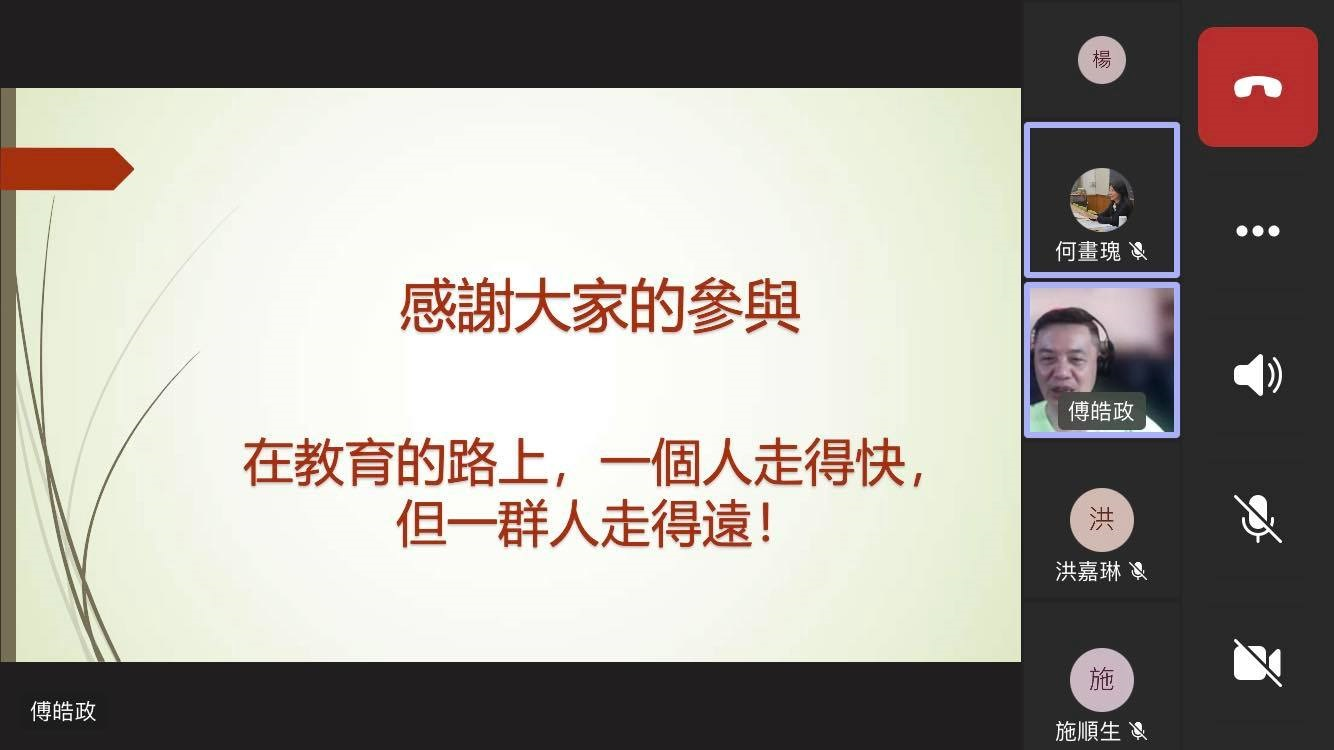 感謝大家的參與
在教育的路上，一個人走得快，
但一群人走得遠！
傅皓政
楊
何畫瑰
傅皓政
洪
洪嘉琳
施
施順生